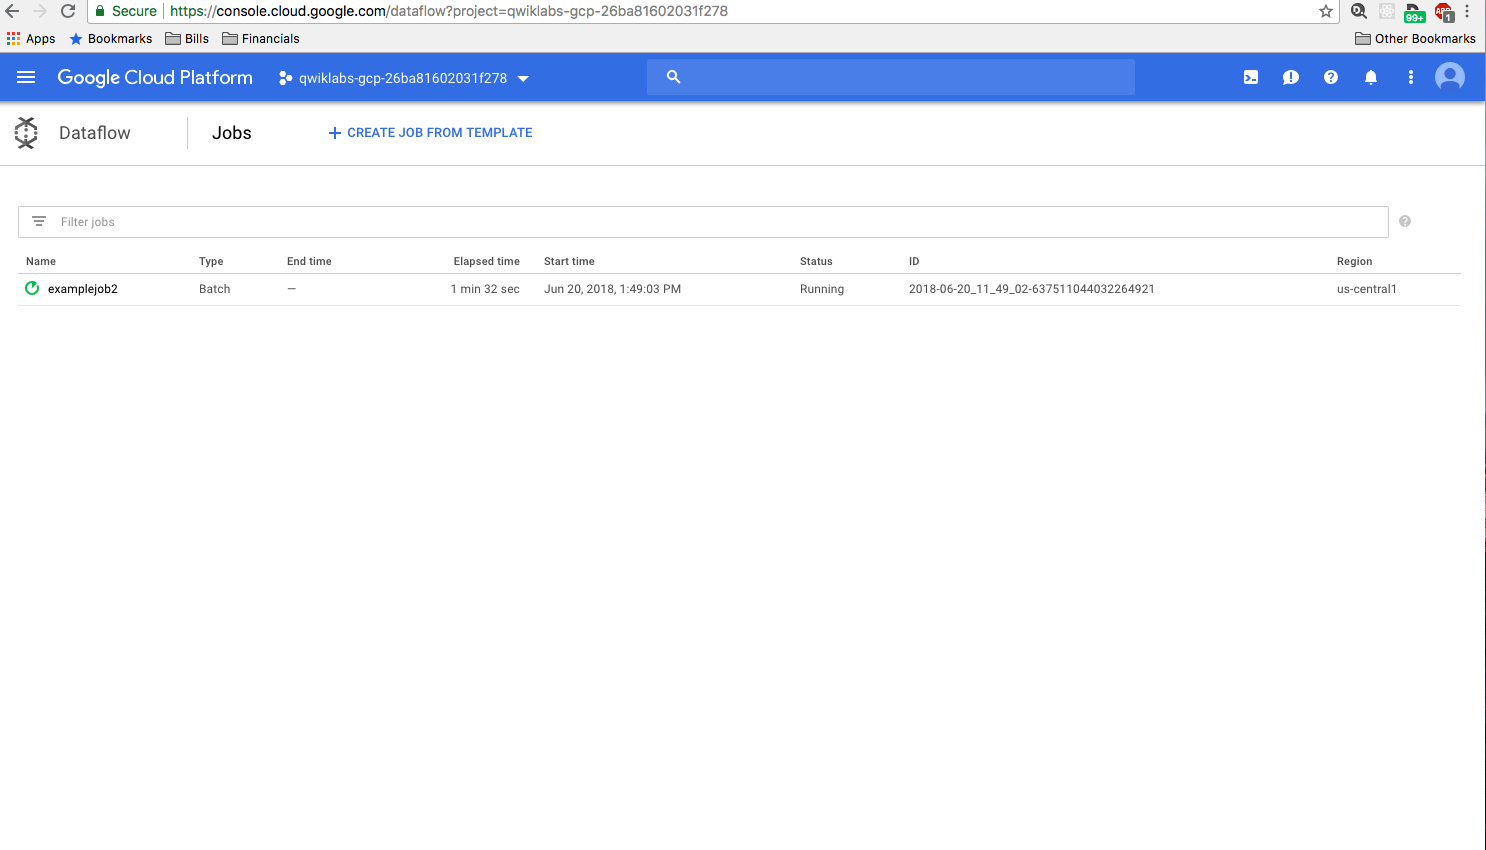 Secure https://console.cloud.google.com/dataflow?project=qwiklabs-gcp-26ba81602031f278 99+ 1
Apps Bookmarks Bills Financials Other Bookmarks
Google Cloud Platform qwiklabs-gcp-26ba81602031f278
Dataflow Jobs + CREATE JOB FROM TEMPLATE
Filter jobs
Name Type End time Elapsed time Start time Status ID Region
examplejob2 Batch — 1 min 32 sec Jun 20, 2018, 1:49:03 PM Running 2018-06-20_11_49_02-637511044032264921 us-central1